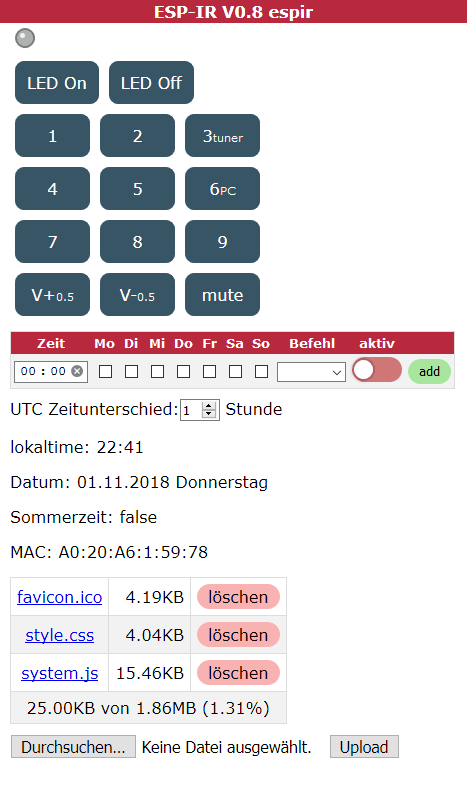 ESP-IR V0.8 espir
LED On LED Off
1 2 3tuner
4 5 6PC
7 8 9
V+0.5 V-0.5 mute
Zeit Mo Di Mi Do Fr Sa So Befehl aktiv
00 : 00 add
UTC Zeitunterschied: 1 Stunde
lokaltime: 22:41
Datum: 01.11.2018 Donnerstag
Sommerzeit: false
MAC: A0:20:A6:1:59:78
favicon.ico 4.19KB löschen
style.css 4.04KB löschen
system.js 15.46KB löschen
25.00KB von 1.86MB (1.31%)
Durchsuchen... Keine Datei ausgewählt. Upload